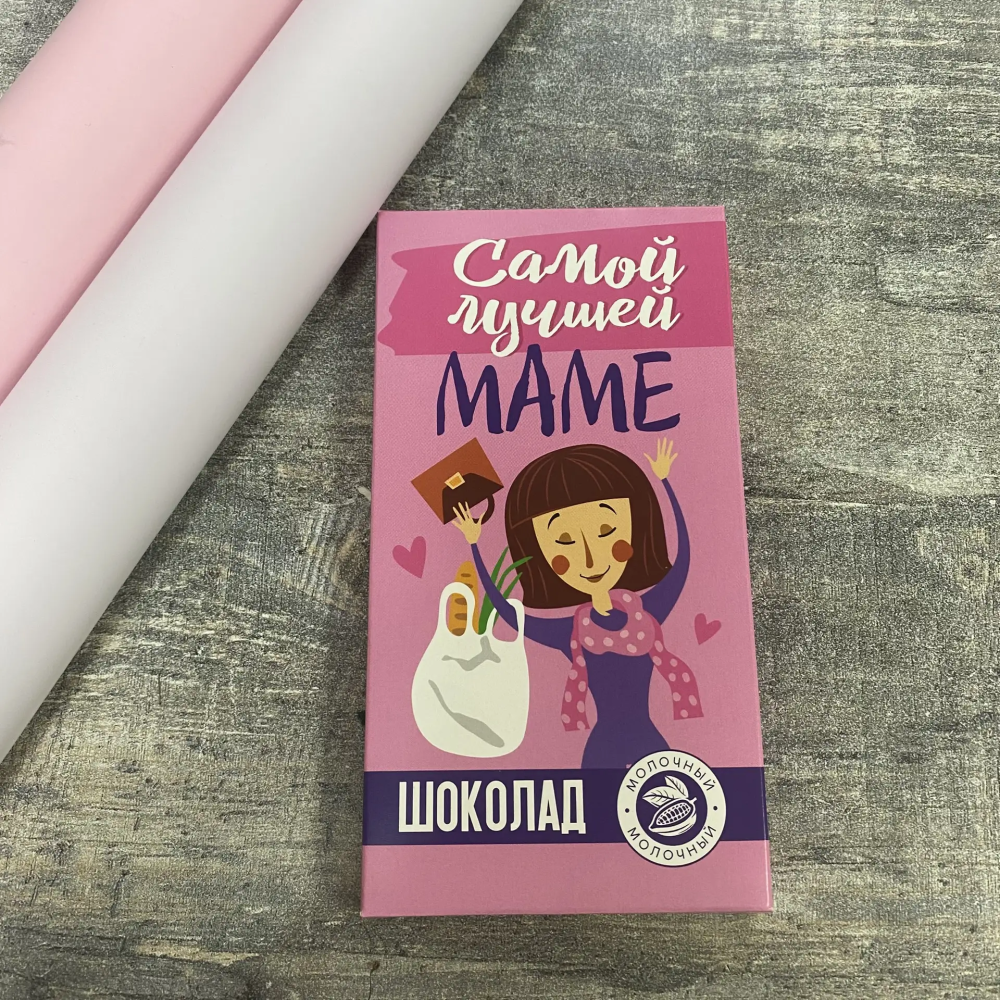 Самой
лучшей
МАМЕ
ШОКОЛАД
МОЛОЧНЫЙ
МОЛОЧНЫЙ